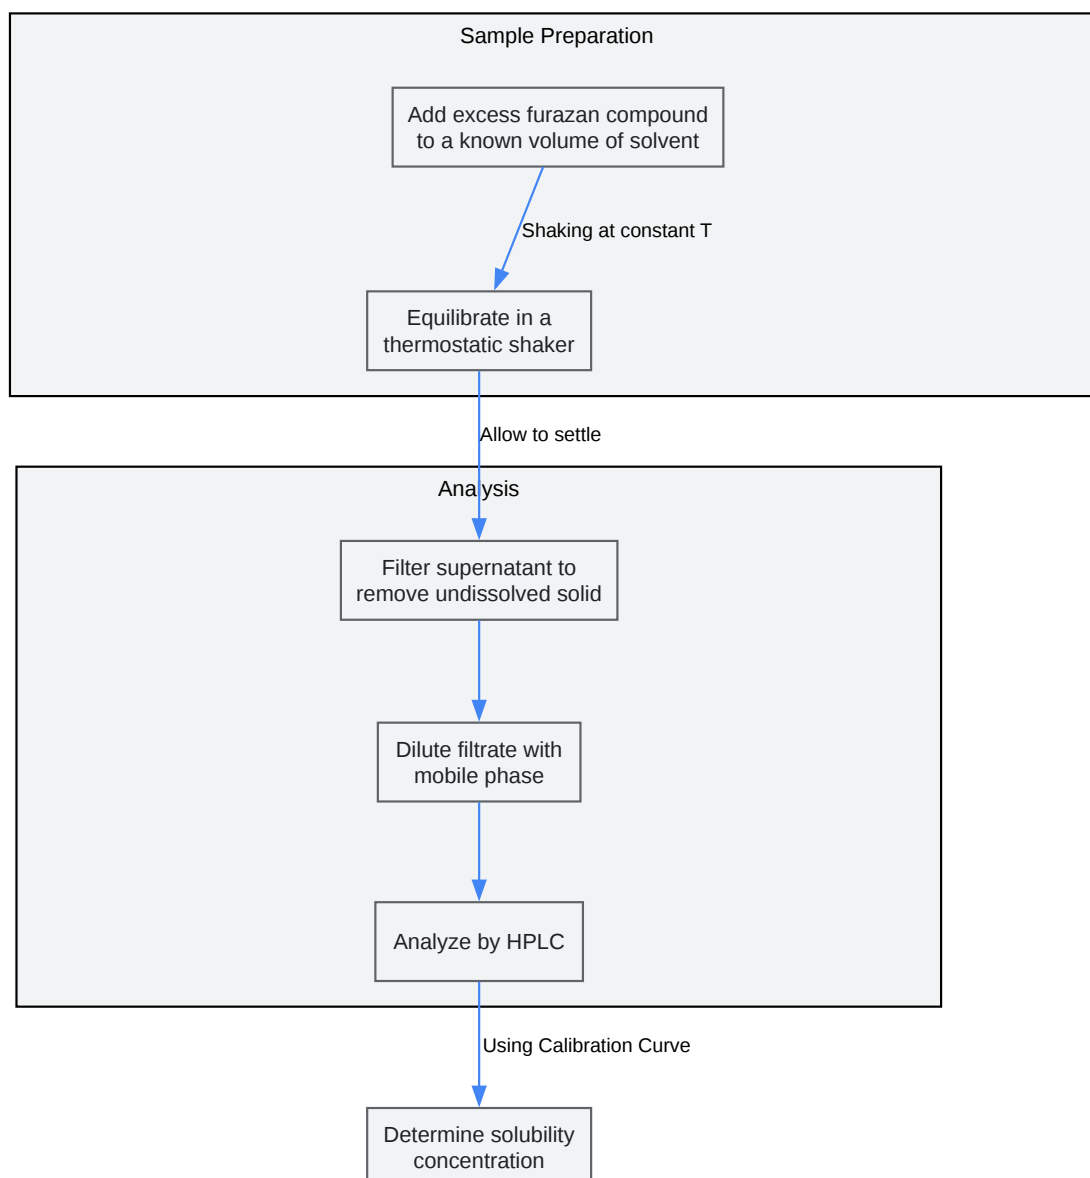 Sample Preparation
Add excess furazan compound
to a known volume of solvent
Shaking at constant T
Equilibrate in a
thermostatic shaker
Allow to settle
Analysis
Filter supernatant to
remove undissolved solid
Dilute filtrate with
mobile phase
Analyze by HPLC
Using Calibration Curve
Determine solubility
concentration